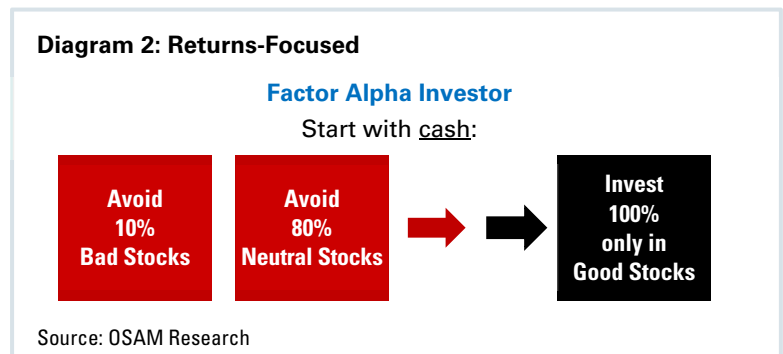 Diagram 2: Returns-Focused
Factor Alpha Investor
Start with cash:
Avoid
10%
Bad Stocks
Avoid
80%
Neutral Stocks
Invest
100%
only in
Good Stocks
Source: OSAM Research